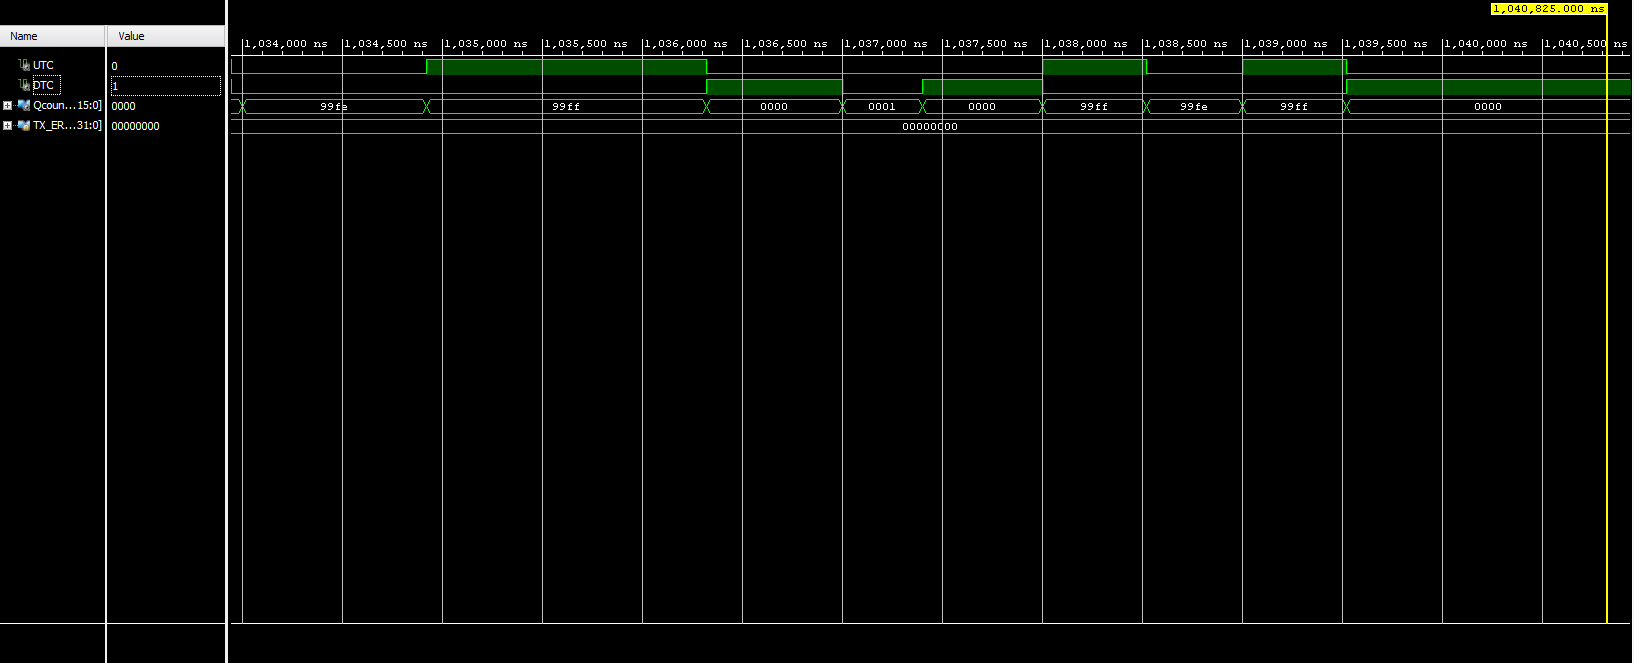 1,040,825.000 ns
Name Value
1,034,000 ns 1,034,500 ns 1,035,000 ns 1,035,500 ns 1,036,000 ns 1,036,500 ns 1,037,000 ns 1,037,500 ns 1,038,000 ns 1,038,500 ns 1,039,000 ns 1,039,500 ns 1,040,000 ns 1,040,500 ns
UTC 0
DTC 1
Qcoun...15:0] 0000 99fe 99ff 0000 0001 0000 99ff 99fe 99ff 0000
TX_ER...31:0] 00000000 00000000